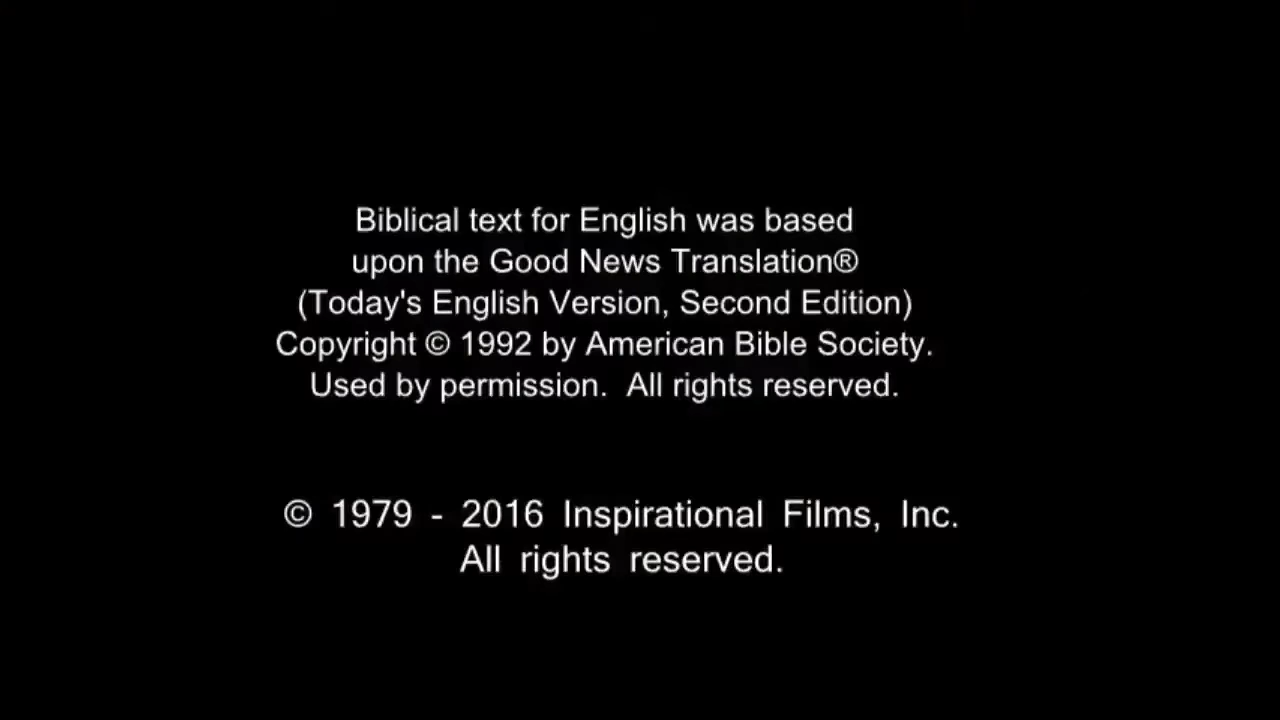 Biblical text for English was based
upon the Good News Translation®
(Today's English Version, Second Edition)
Copyright © 1992 by American Bible Society.
Used by permission.  All rights reserved.
© 1979 - 2016 Inspirational Films, Inc.
All rights reserved.